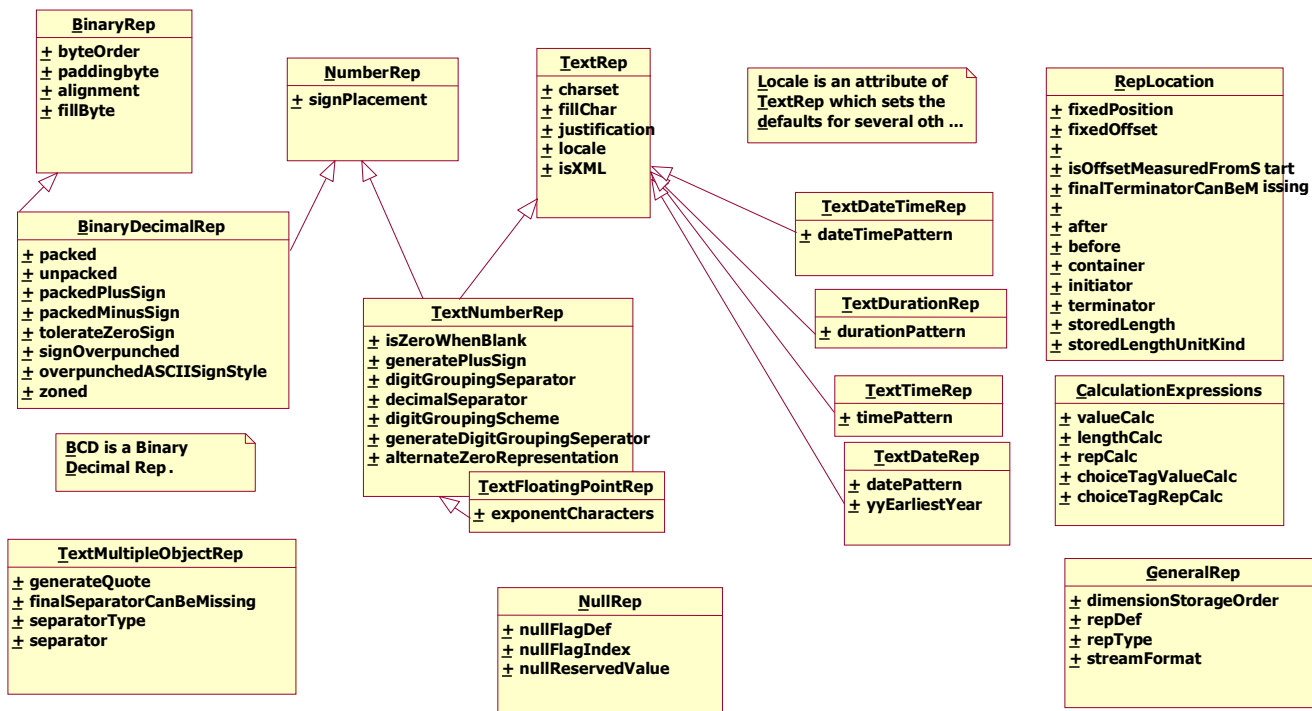 BinaryRep
+ byteOrder
+ paddingbyte
+ alignment
+ fillByte
NumberRep
+ signPlacement
TextRep
+ charset
+ fillChar
+ justification
+ locale
+ isXML
Locale is an attribute of
TextRep which sets the
defaults for several oth ...
RepLocation
+ fixedPosition
+ fixedOffset
+
+ isOffsetMeasuredFromS tart
+ finalTerminatorCanBeM issing
+
+ after
+ before
+ container
+ initiator
+ terminator
+ storedLength
+ storedLengthUnitKind
BinaryDecimalRep
+ packed
+ unpacked
+ packedPlusSign
+ packedMinusSign
+ tolerateZeroSign
+ signOverpunched
+ overpunchedASCIISignStyle
+ zoned
TextDateTimeRep
+ dateTimePattern
TextDurationRep
+ durationPattern
TextNumberRep
+ isZeroWhenBlank
+ generatePlusSign
+ digitGroupingSeparator
+ decimalSeparator
+ digitGroupingScheme
+ generateDigitGroupingSeperator
+ alternateZeroRepresentation
TextTimeRep
+ timePattern
CalculationExpressions
+ valueCalc
+ lengthCalc
+ repCalc
+ choiceTagValueCalc
+ choiceTagRepCalc
BCD is a Binary
Decimal Rep.
TextFloatingPointRep
+ exponentCharacters
TextDateRep
+ datePattern
+ yyEarliestYear
TextMultipleObjectRep
+ generateQuote
+ finalSeparatorCanBeMissing
+ separatorType
+ separator
NullRep
+ nullFlagDef
+ nullFlagIndex
+ nullReservedValue
GeneralRep
+ dimensionStorageOrder
+ repDef
+ repType
+ streamFormat